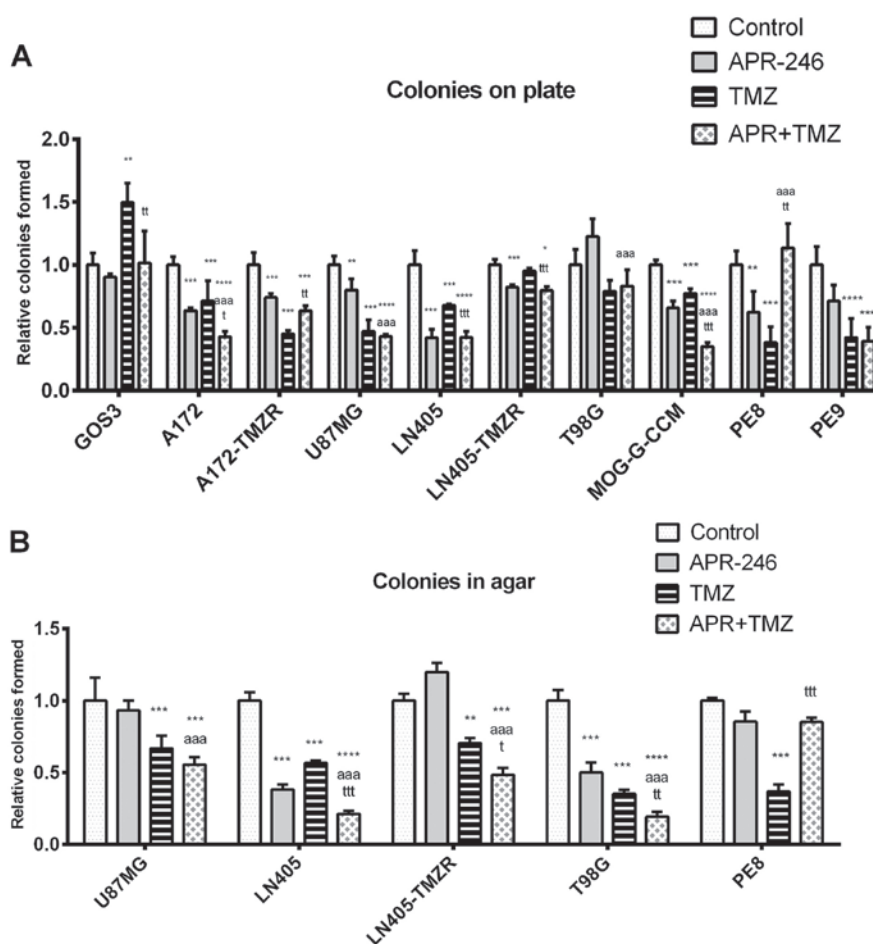 A
Colonies on plate
Control
APR-246
TMZ
APR+TMZ
Relative colonies formed
2.0
1.5
1.0
0.5
0.0
** tt
*** *** **** aaa t
*** *** *** tt
** *** **** aaa
*** *** **** ttt
*** * ttt
aaa
*** *** **** aaa ttt
** *** aaa tt
**** ***
GOS3
A172
A172-TMZR
U87MG
LN405
LN405-TMZR
T98G
MOG-G-CCM
PE8
PE9
B
Colonies in agar
Control
APR-246
TMZ
APR+TMZ
Relative colonies formed
1.5
1.0
0.5
0.0
*** *** aaa
*** *** **** aaa ttt
** *** aaa t
*** *** **** aaa tt
*** ttt
U87MG
LN405
LN405-TMZR
T98G
PE8